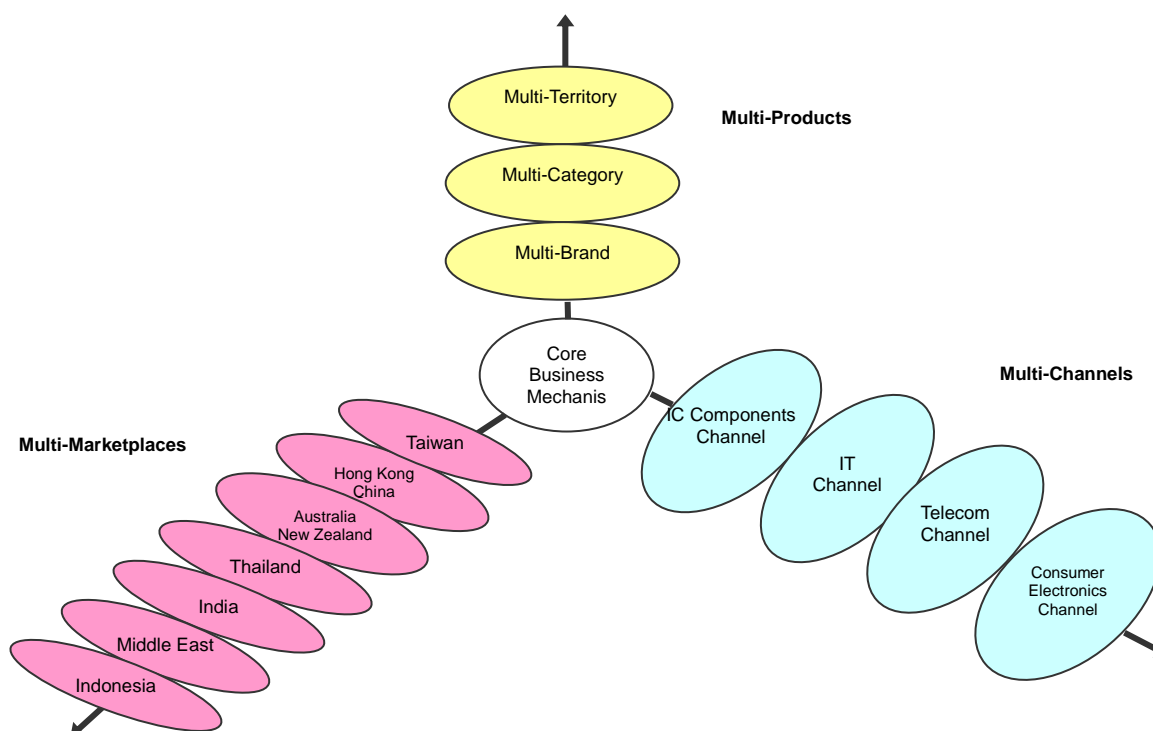 Multi-Territory
Multi-Products
Multi-Category
Multi-Brand
Core
Business
Mechanis
Multi-Channels
IC Components
Channel
IT
Channel
Telecom
Channel
Consumer
Electronics
Channel
Multi-Marketplaces
Taiwan
Hong Kong
China
Australia
New Zealand
Thailand
India
Middle East
Indonesia